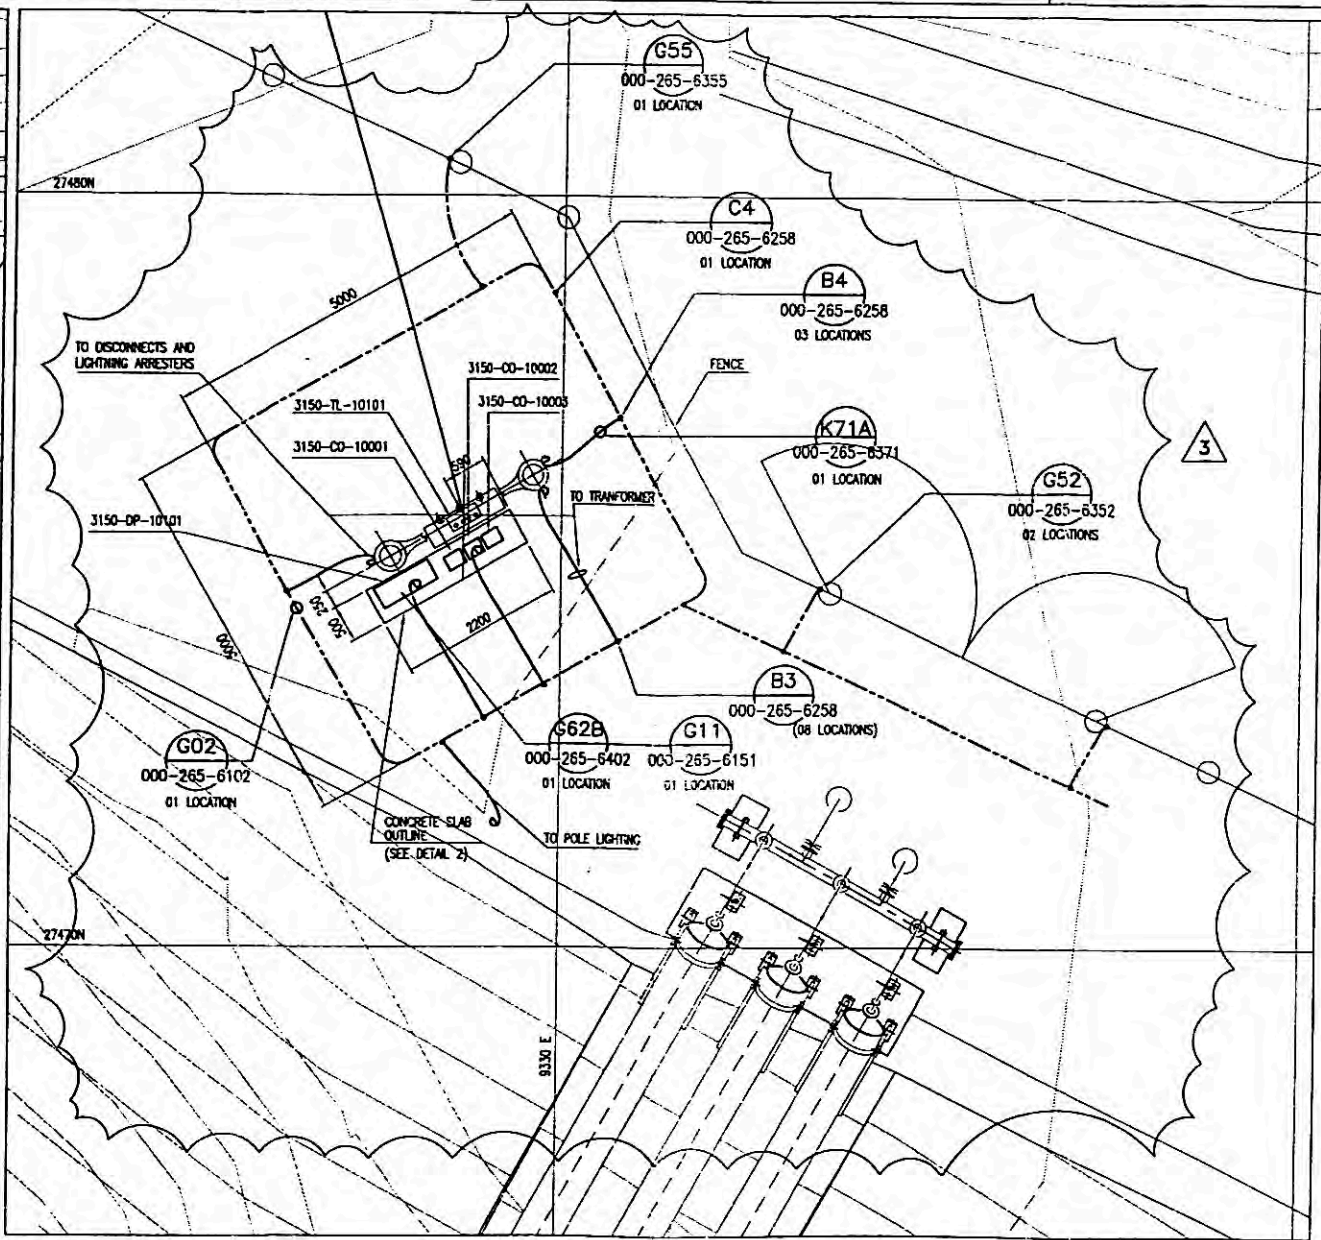 G55
000-265-6355
01 LOCATION
27480N
C4
000-265-6258
01 LOCATION
B4
000-265-6258
03 LOCATIONS
5000
TO DISCONNECTS AND
LIGHTNING ARRESTERS
3150-CO-10002
FENCE
3150-TL-10101
3150-CO-10003
K71A
000-265-6371
01 LOCATION
3
3150-CO-10001
G52
000-265-6352
02 LOCATIONS
TO TRANFORMER
3150-DP-10101
250
500
5000
2200
B3
000-265-6258
(08 LOCATIONS)
G02
000-265-6102
01 LOCATION
G62B
000-265-6402
01 LOCATION
G11
000-265-6151
01 LOCATION
CONCRETE SLAB
OUTLINE
(SEE DETAIL 2)
TO POLE LIGHTING
27470N
9330 E